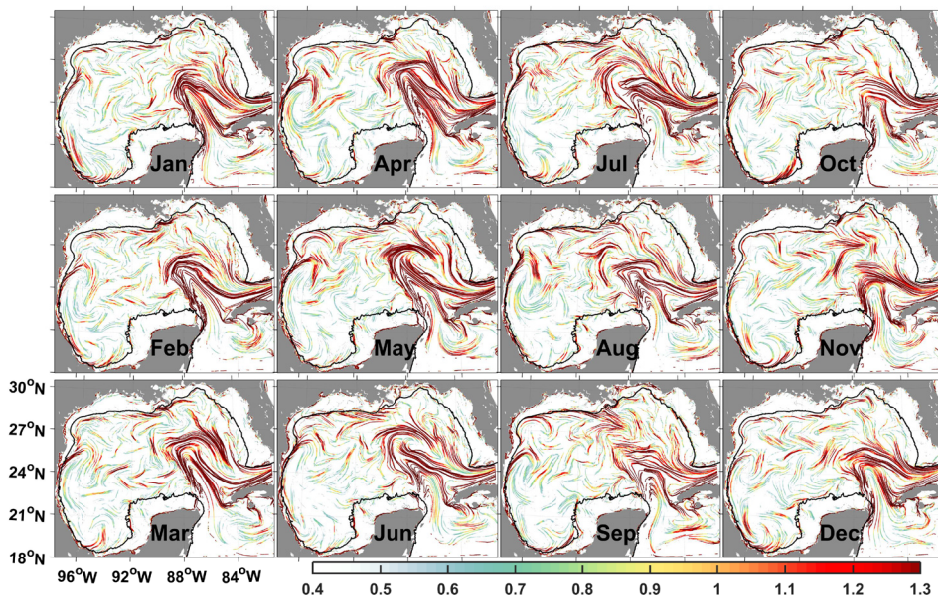 Jan Apr Jul Oct
Feb May Aug Nov
30°N
27°N
24°N
21°N
18°N
Mar Jun Sep Dec
96°W 92°W 88°W 84°W
0.4 0.5 0.6 0.7 0.8 0.9 1 1.1 1.2 1.3